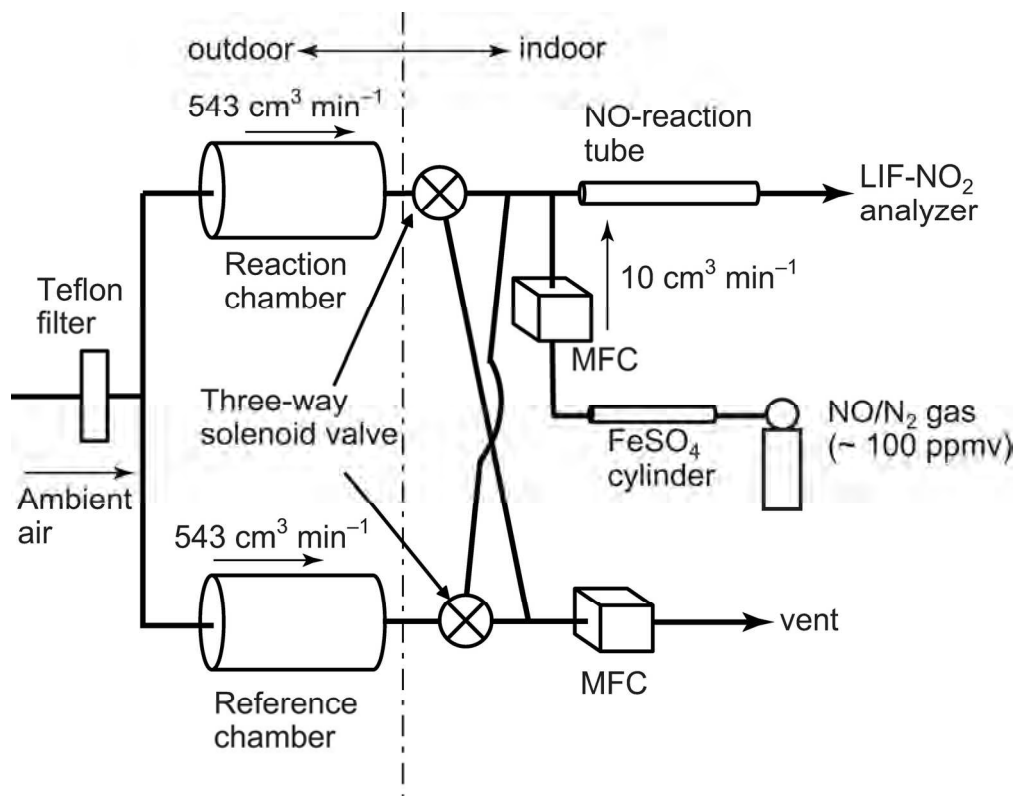 outdoor
indoor
543 cm³ min⁻¹
NO-reaction
tube
LIF-NO₂
analyzer
Reaction
chamber
10 cm³ min⁻¹
Teflon
filter
MFC
Three-way
solenoid valve
NO/N₂ gas
(~ 100 ppmv)
FeSO₄
cylinder
Ambient
air
543 cm³ min⁻¹
vent
MFC
Reference
chamber